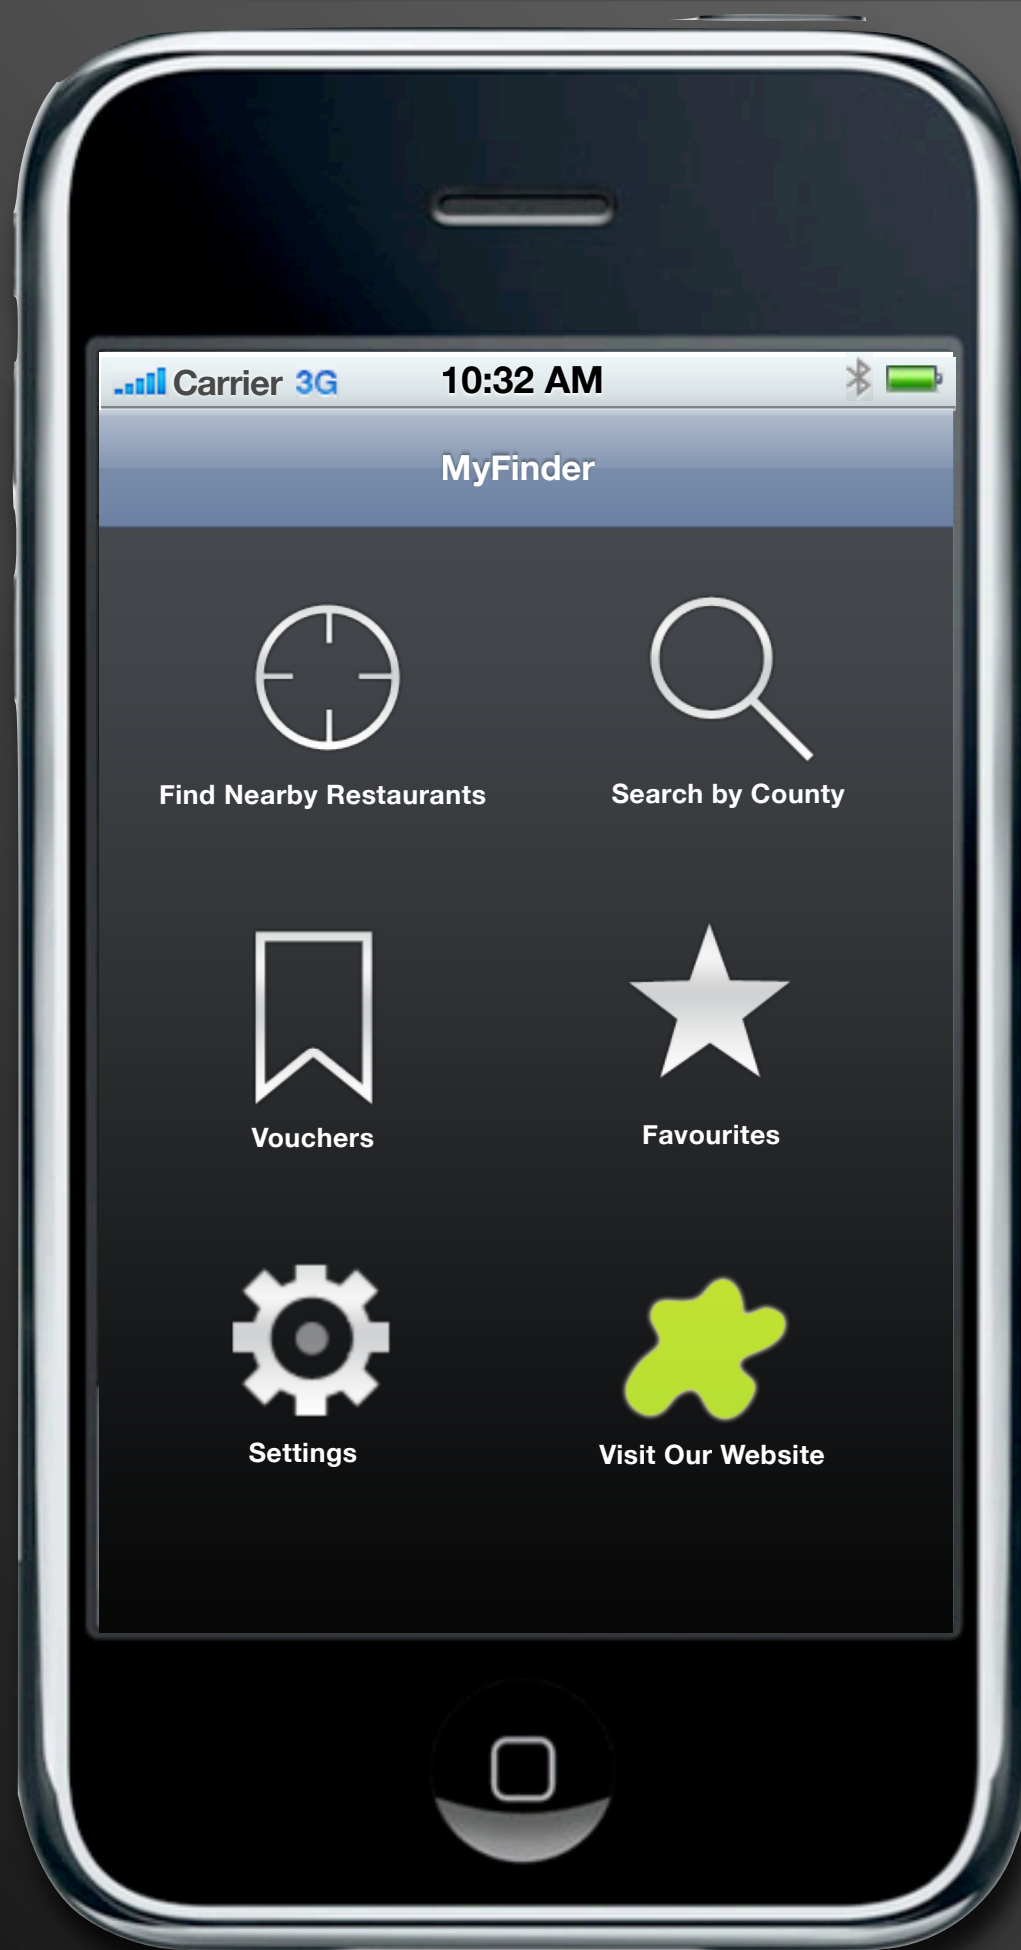 Carrier 3G 10:32 AM
MyFinder
Find Nearby Restaurants
Search by County
Vouchers
Favourites
Settings
Visit Our Website